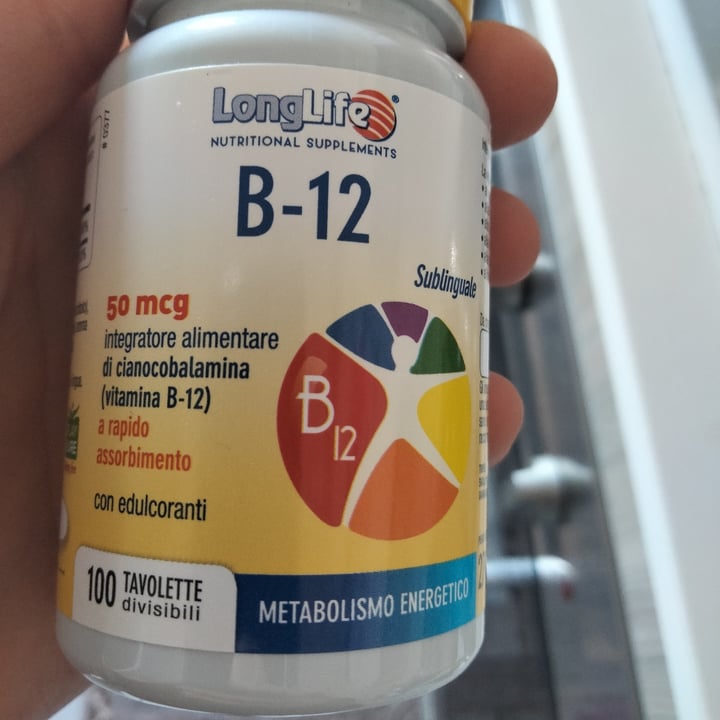 LongLife®
NUTRITIONAL SUPPLEMENTS
B-12
Sublinguale
50 mcg
integratore alimentare
di cianocobalamina
(vitamina B-12)
a rapido
assorbimento
con edulcoranti
B12
100 TAVOLETTE
divisibili
METABOLISMO ENERGETICO
# 0377